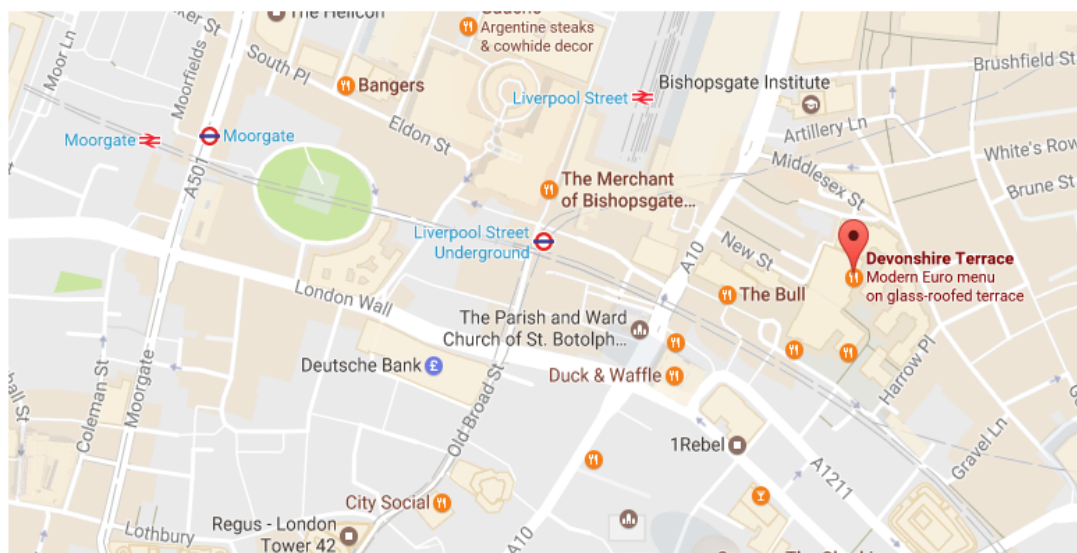 The Helicon
Argentine steaks
& cowhide decor
South Pl
Moor Ln
Moorfields
Bangers
Liverpool Street
Bishopsgate Institute
Brushfield St
Moorgate
Moorgate
Eldon St
Artillery Ln
A501
Middlesex St
White's Row
Brune St
The Merchant
of Bishopsgate...
Liverpool Street
Underground
A10
New St
Devonshire Terrace
Modern Euro menu
on glass-roofed terrace
London Wall
The Bull
The Parish and Ward
Church of St. Botolph...
Deutsche Bank
£
Duck & Waffle
Harrow Pl
Coleman St
Moorgate
Old Broad St
1Rebel
Gravel Ln
A1211
City Social
Lothbury
Regus - London
Tower 42
A10